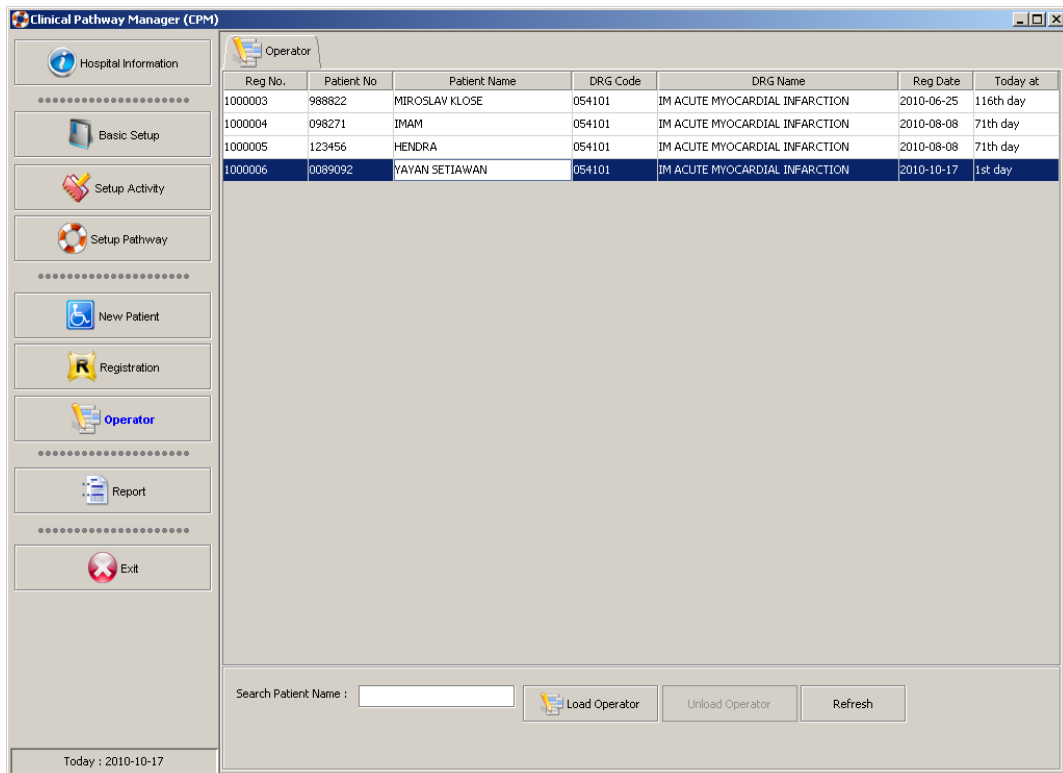 Clinical Pathway Manager (CPM)
Hospital Information
Basic Setup
Setup Activity
Setup Pathway
New Patient
R Registration
Operator
Report
Exit
Today : 2010-10-17
Operator
Reg No. Patient No Patient Name DRG Code DRG Name Reg Date Today at
1000003 988822 MIROSLAV KLOSE 054101 IM ACUTE MYOCARDIAL INFARCTION 2010-06-25 116th day
1000004 098271 IMAM 054101 IM ACUTE MYOCARDIAL INFARCTION 2010-08-08 71th day
1000005 123456 HENDRA 054101 IM ACUTE MYOCARDIAL INFARCTION 2010-08-08 71th day
1000006 0089092 YAYAN SETIAWAN 054101 IM ACUTE MYOCARDIAL INFARCTION 2010-10-17 1st day
Search Patient Name : Load Operator Unload Operator Refresh